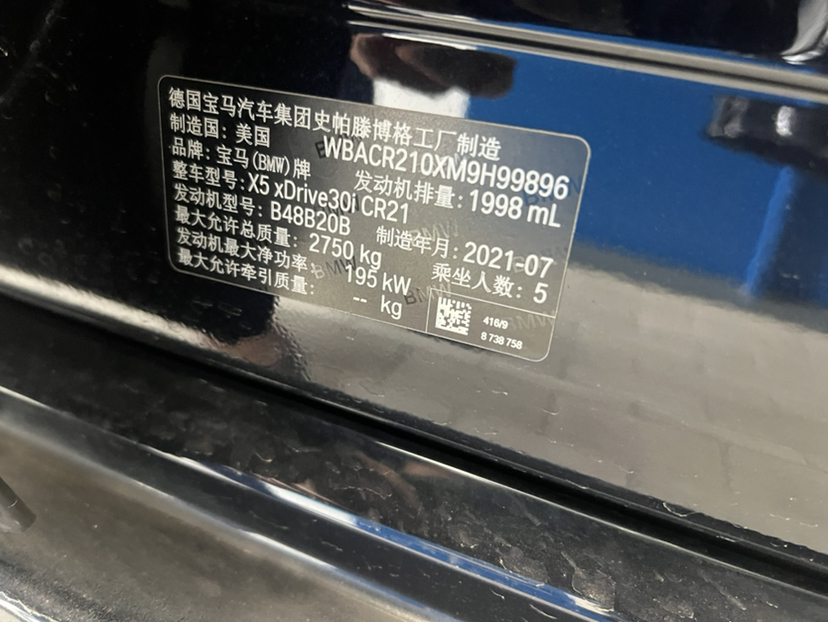 德国宝马汽车集团史帕滕博格工厂制造
制造国: 美国 WBACR210XM9H99896
品牌: 宝马(BMW)牌 发动机排量: 1998 mL
整车型号: X5 xDrive30i CR21
发动机型号: B48B20B 制造年月: 2021-07
最大允许总质量: 2750 kg 乘坐人数: 5
发动机最大净功率: 195 kW
最大允许牵引质量: -- kg
416/9
8 738 758